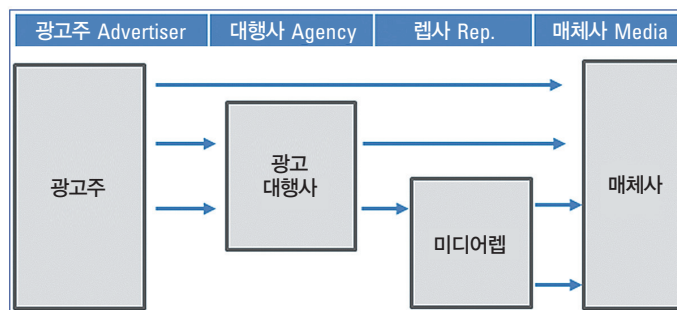 광고주 Advertiser
대행사 Agency
렙사 Rep.
매체사 Media
광고주
광고
대행사
미디어렙
매체사